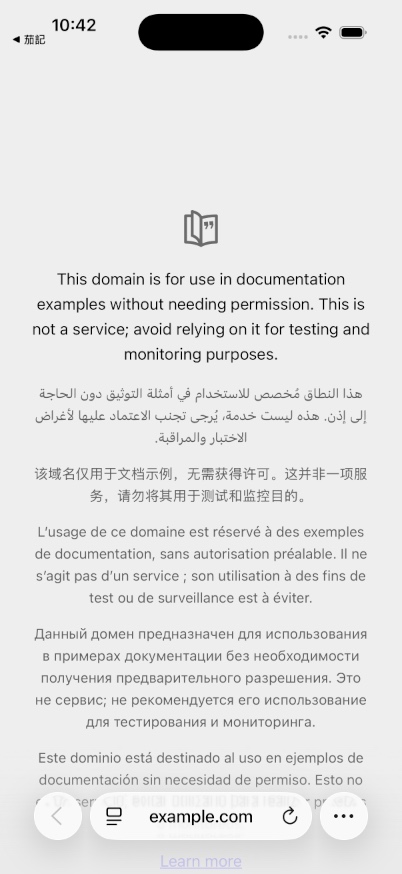 10:42
◀ 茄記
This domain is for use in documentation
examples without needing permission. This is
not a service; avoid relying on it for testing and
monitoring purposes.
هذا النطاق مُخصص للاستخدام في أمثلة التوثيق دون الحاجة
إلى إذن. هذه ليست خدمة، يُرجى تجنب الاعتماد عليها لأغراض
الاختبار والمراقبة.
该域名仅用于文档示例，无需获得许可。这并非一项服
务，请勿将其用于测试和监控目的。
L’usage de ce domaine est réservé à des exemples
de documentation, sans autorisation préalable. Il ne
s’agit pas d’un service ; son utilisation à des fins de
test ou de surveillance est à éviter.
Данный домен предназначен для использования
в примерах документации без необходимости
получения предварительного разрешения. Это
не сервис; не рекомендуется его использование
для тестирования и мониторинга.
Este dominio está destinado al uso en ejemplos de
documentación sin necesidad de permiso. Esto no
example.com
Learn more